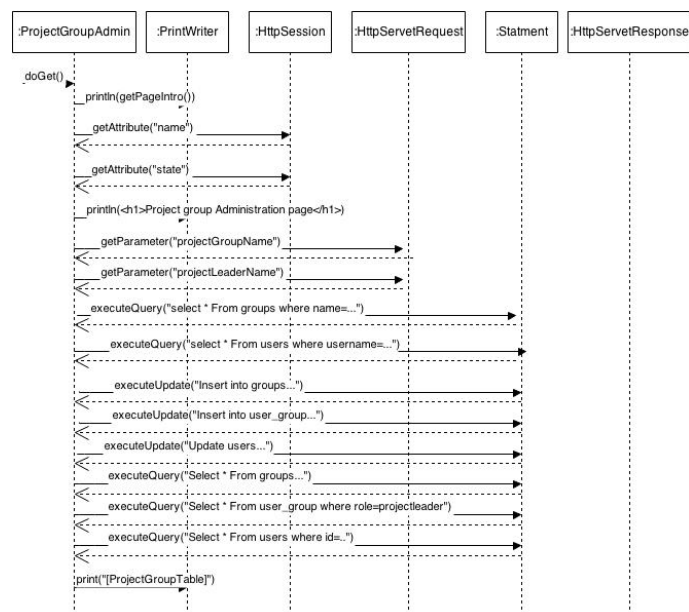 :ProjectGroupAdmin :PrintWriter :HttpSession :HttpServetRequest :Statment :HttpServetResponse
doGet()
println(getPageIntro())
getAttribute("name")
getAttribute("state")
println(<h1>Project group Administration page</h1>)
getParameter("projectGroupName")
getParameter("projectLeaderName")
executeQuery("select * From groups where name=...")
executeQuery("select * From users where username=...")
executeUpdate("Insert into groups...")
executeUpdate("Insert into user_group...")
executeUpdate("Update users...")
executeQuery("Select * From groups...")
executeQuery("Select * From user_group where role=projectleader")
executeQuery("Select * From users where id=..")
print("[ProjectGroupTable]")